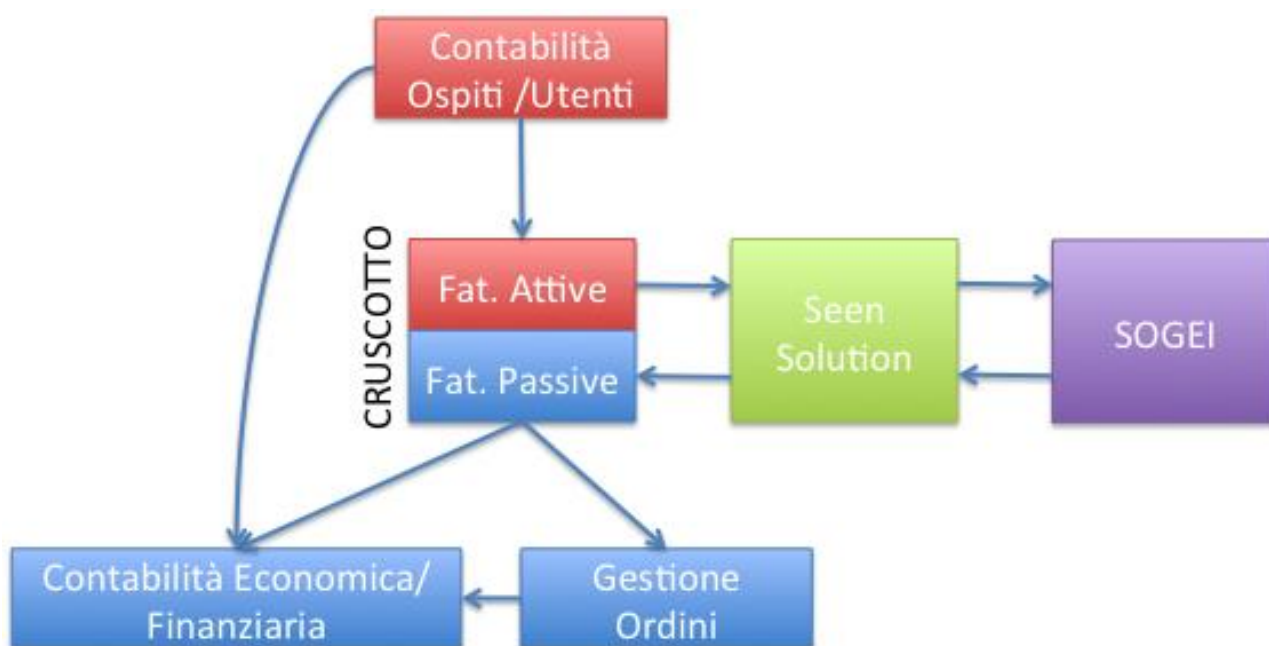 Contabilità
Ospiti /Utenti
CRUSCOTTO
Fat. Attive
Fat. Passive
Seen
Solution
SOGEI
Contabilità Economica/
Finanziaria
Gestione
Ordini